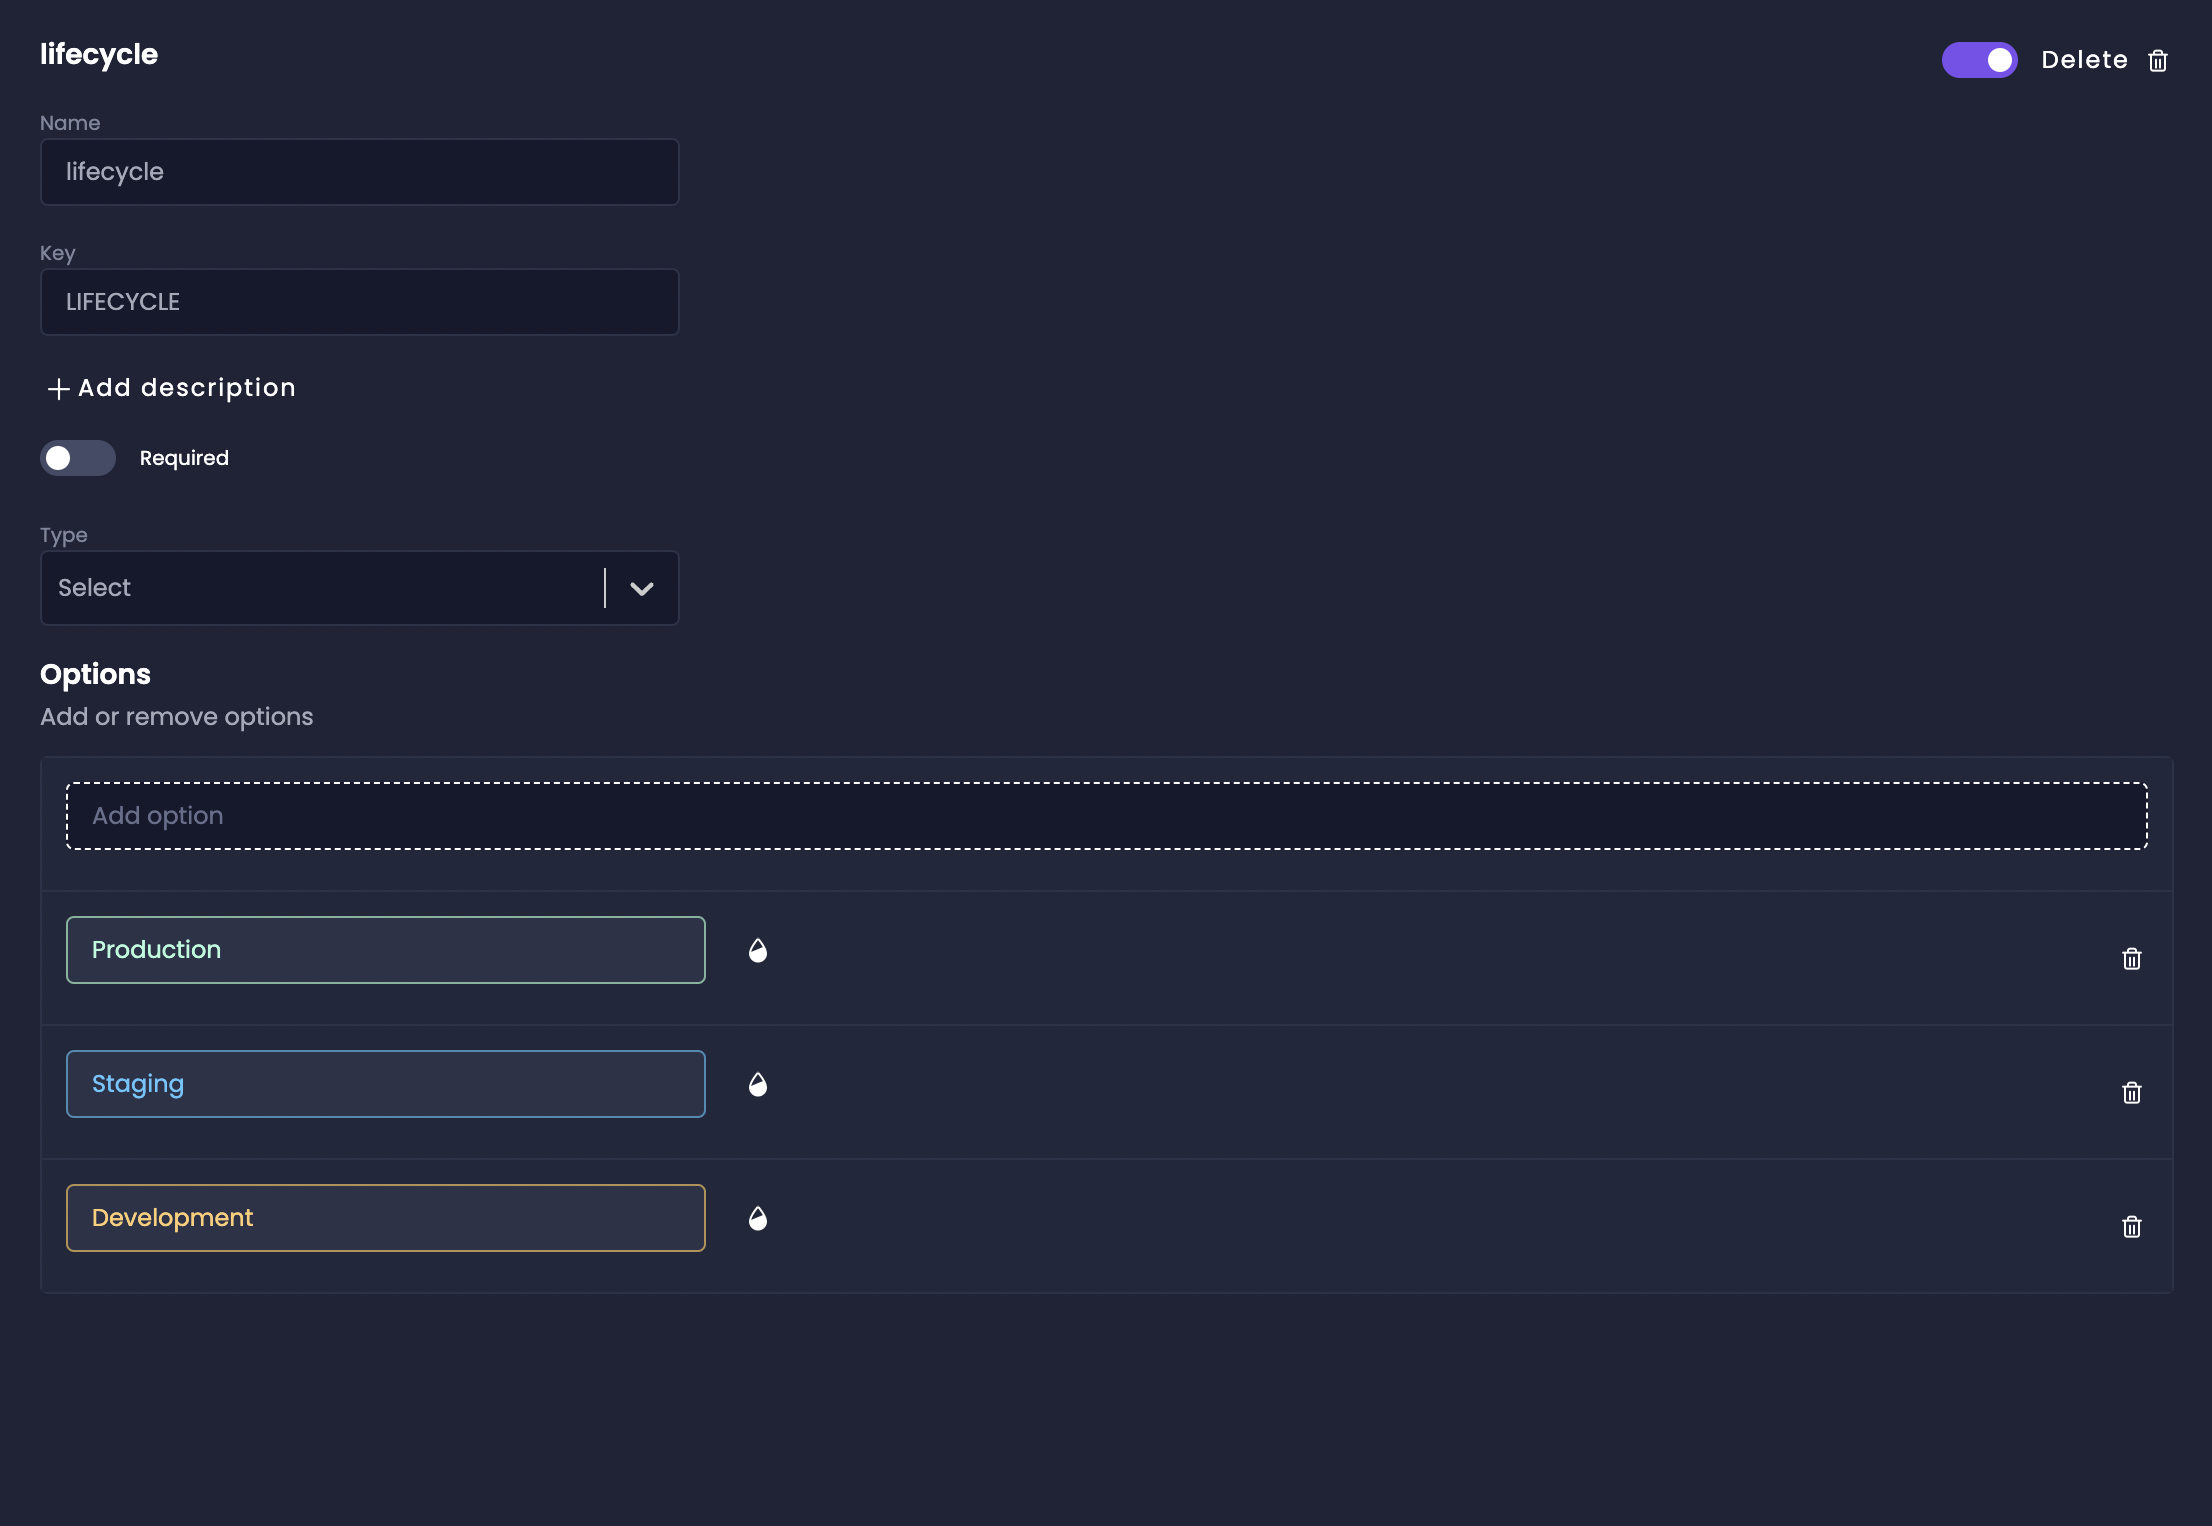 lifecycle
Delete
Name
lifecycle
Key
LIFECYCLE
Add description
Required
Type
Select
Options
Add or remove options
Add option
Production
Staging
Development